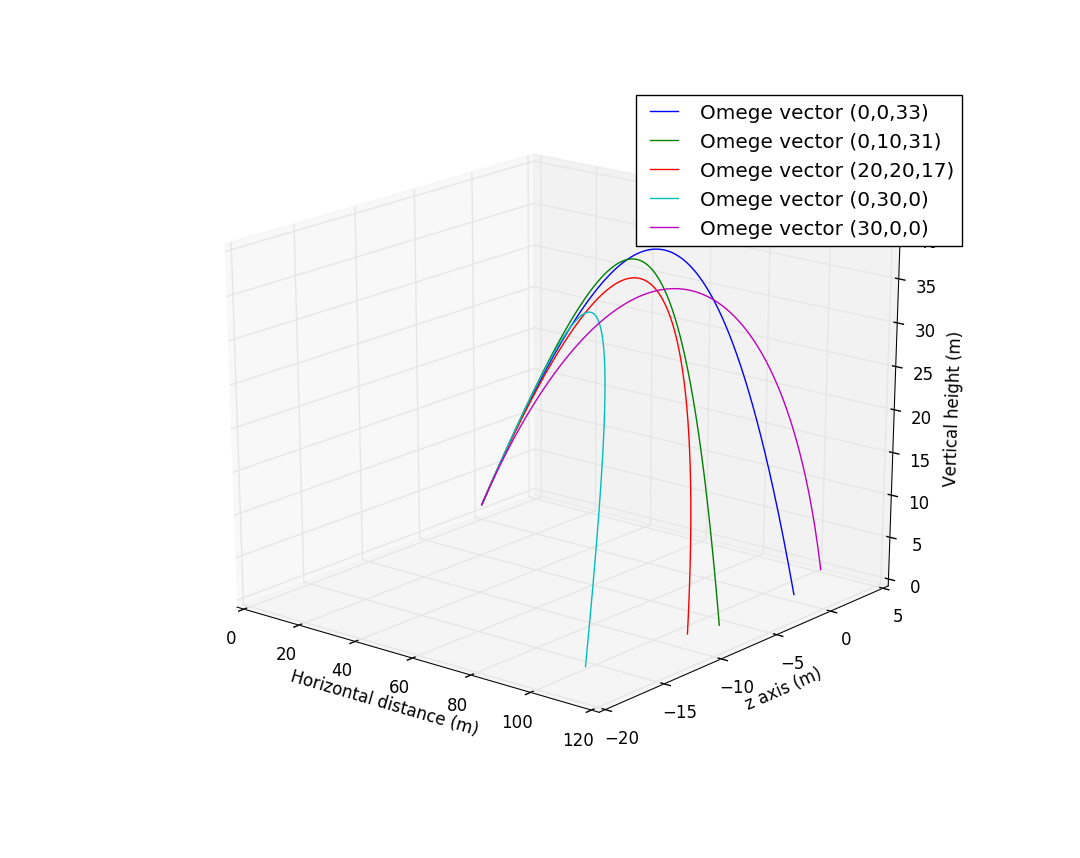 Omege vector (0,0,33)
Omege vector (0,10,31)
Omege vector (20,20,17)
Omege vector (0,30,0)
Omege vector (30,0,0)
35
30
25
20
15
10
5
0
Vertical height (m)
5
0
−5
−10
−15
−20
z axis (m)
0
20
40
60
80
100
120
Horizontal distance (m)